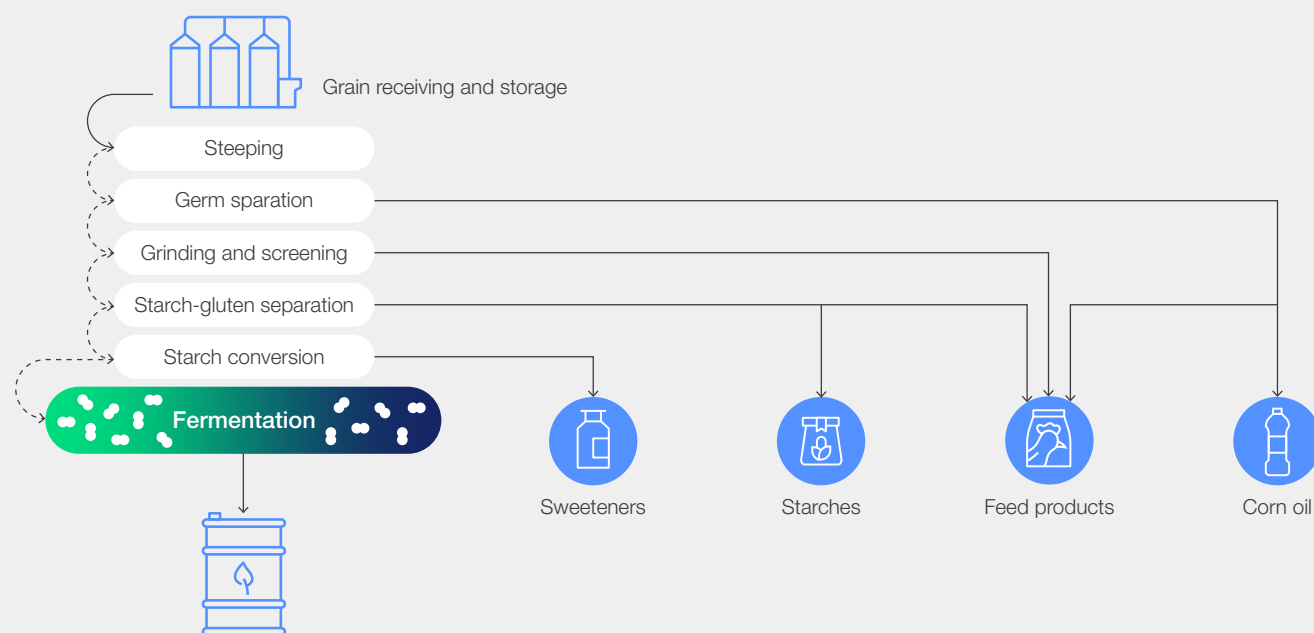 Grain receiving and storage
Steeping
Germ sparation
Grinding and screening
Starch-gluten separation
Starch conversion
Fermentation
Sweeteners
Starches
Feed products
Corn oil